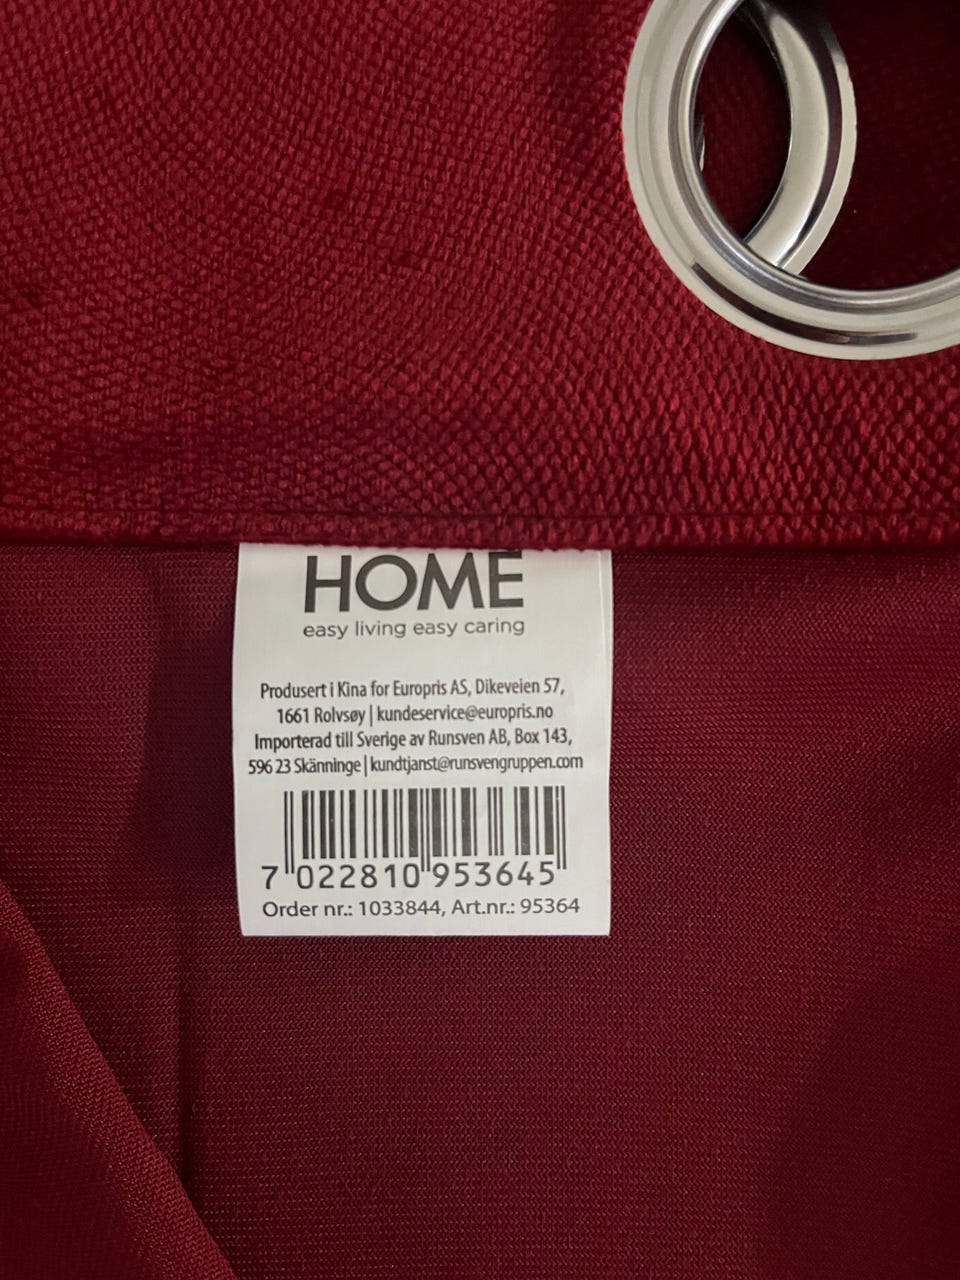 HOME
easy living easy caring
Produsert i Kina for Europris AS, Dikeveien 57,
1661 Rolvsøy | kundeservice@europris.no
Importerad till Sverige av Runsven AB, Box 143,
596 23 Skänninge | kundtjanst@runsvengruppen.com
7 022810 953645
Order nr.: 1033844, Art.nr.: 95364